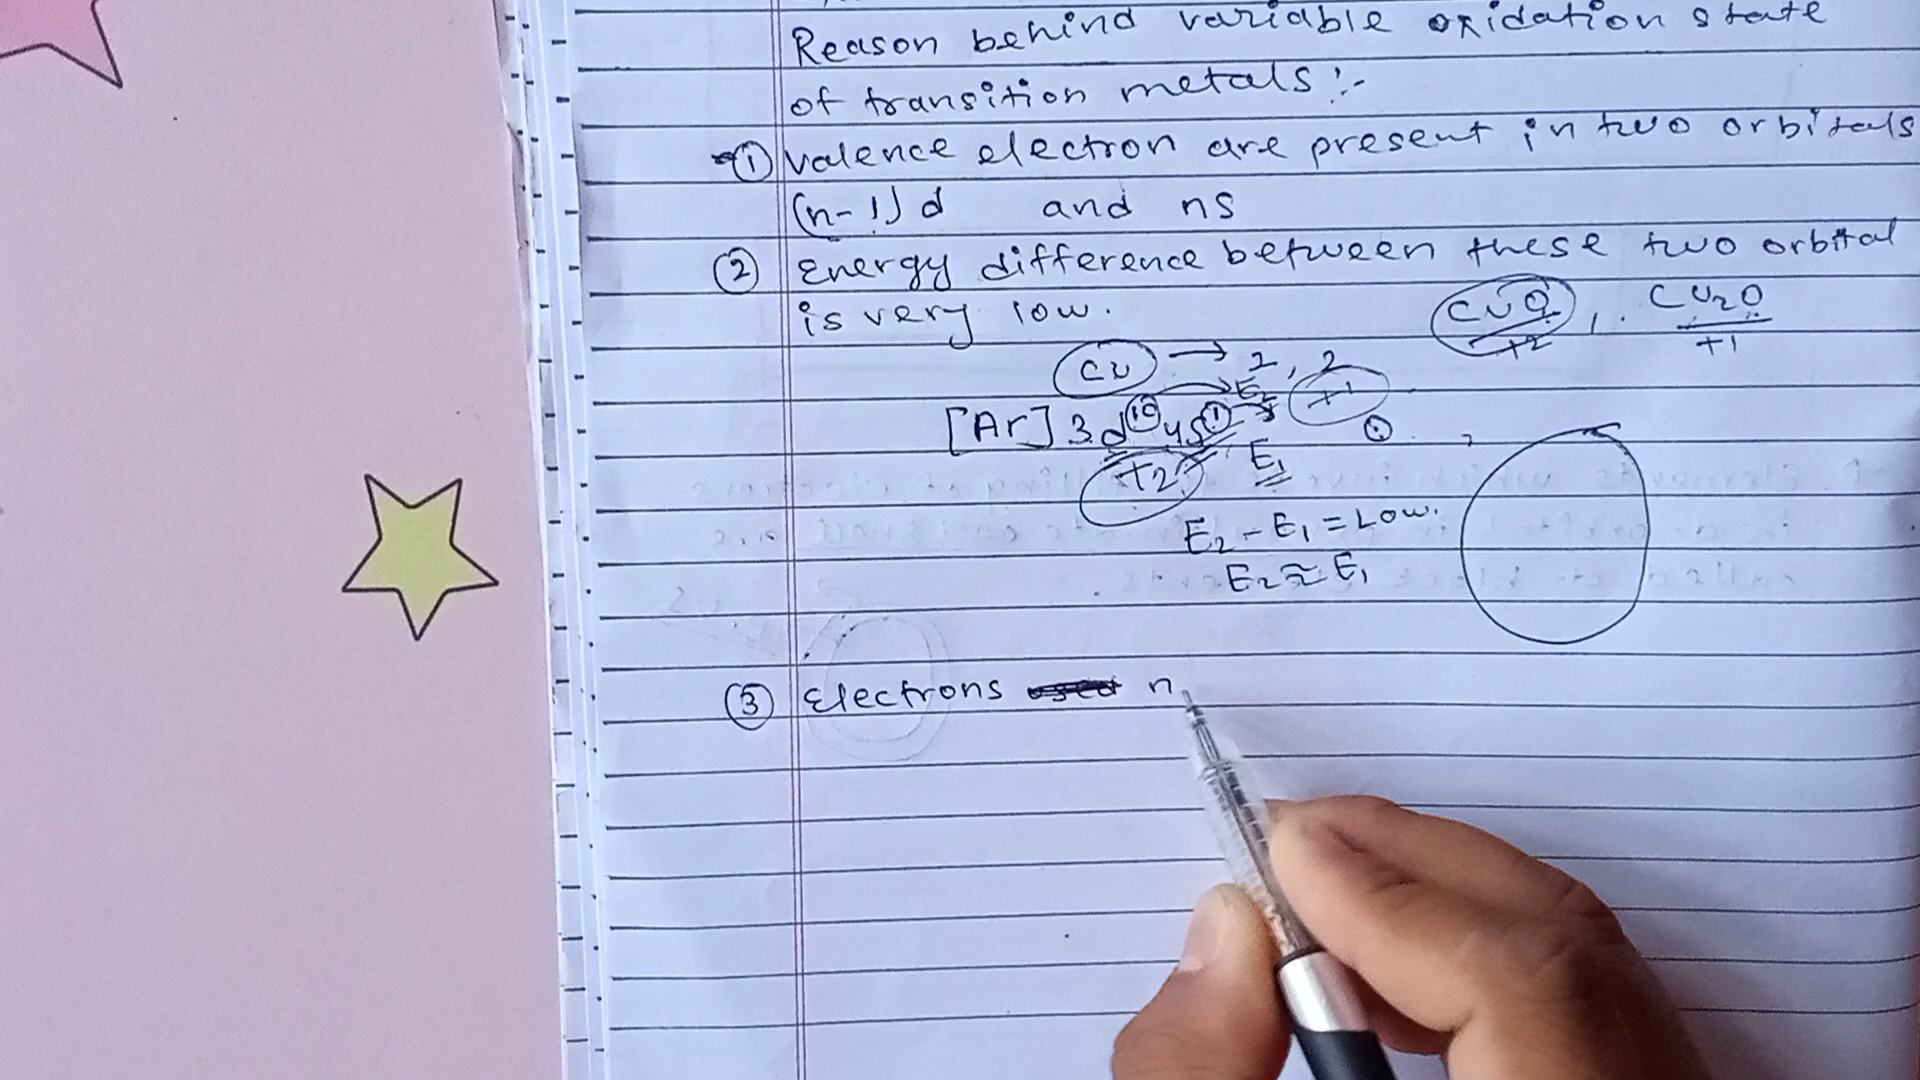 Reason behind variable oxidation state
of transition metals :-
① Valence electron are present in two orbitals
(n-1) d and ns
② Energy difference between these two orbital
is very low.
CuO, Cu₂O
+2 +1
Cu → 1, 2
[Ar] 3d¹⁰4s¹ → E₂ +1
+2 E₁
E₂ - E₁ = Low.
E₂ ≈ E₁
③ Electrons n